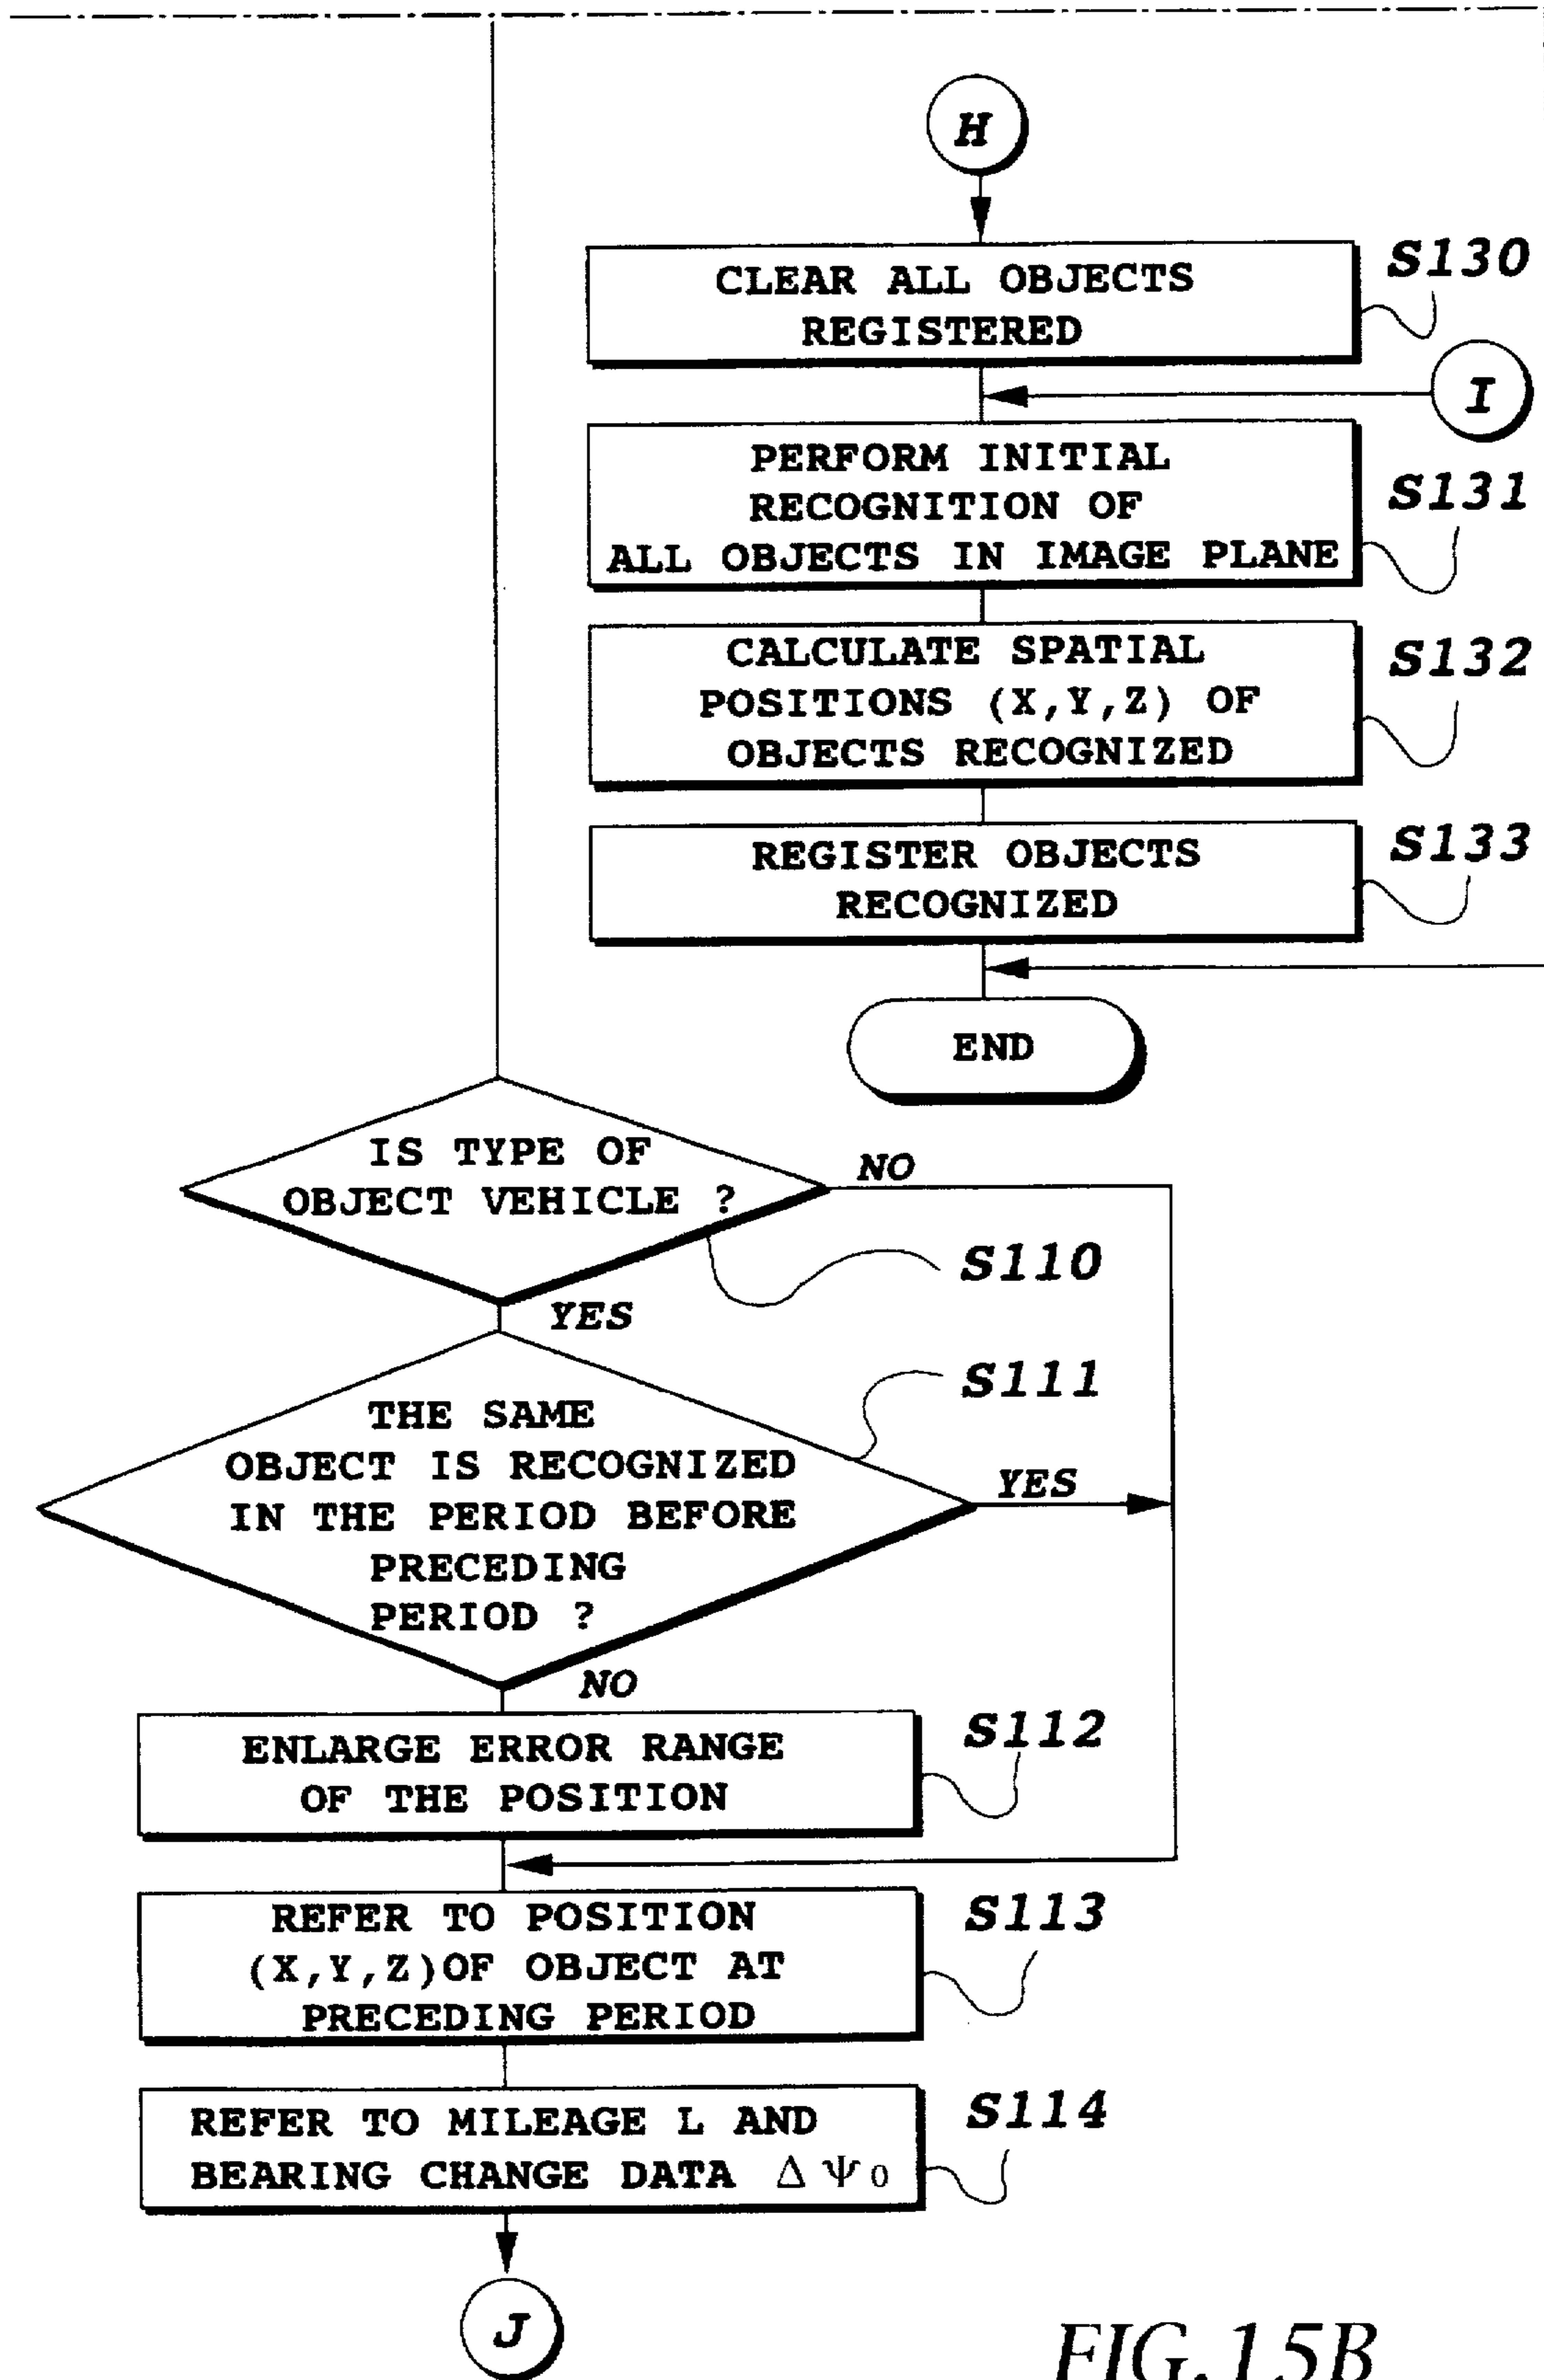 H
CLEAR ALL OBJECTS
REGISTERED
S130
I
PERFORM INITIAL
RECOGNITION OF
ALL OBJECTS IN IMAGE PLANE
S131
CALCULATE SPATIAL
POSITIONS (X,Y,Z) OF
OBJECTS RECOGNIZED
S132
REGISTER OBJECTS
RECOGNIZED
S133
END
IS TYPE OF
OBJECT VEHICLE ?
NO
S110
YES
THE SAME
OBJECT IS RECOGNIZED
IN THE PERIOD BEFORE
PRECEDING
PERIOD ?
S111
YES
NO
ENLARGE ERROR RANGE
OF THE POSITION
S112
REFER TO POSITION
(X,Y,Z)OF OBJECT AT
PRECEDING PERIOD
S113
REFER TO MILEAGE L AND
BEARING CHANGE DATA Δ Ψ₀
S114
J
FIG.15B